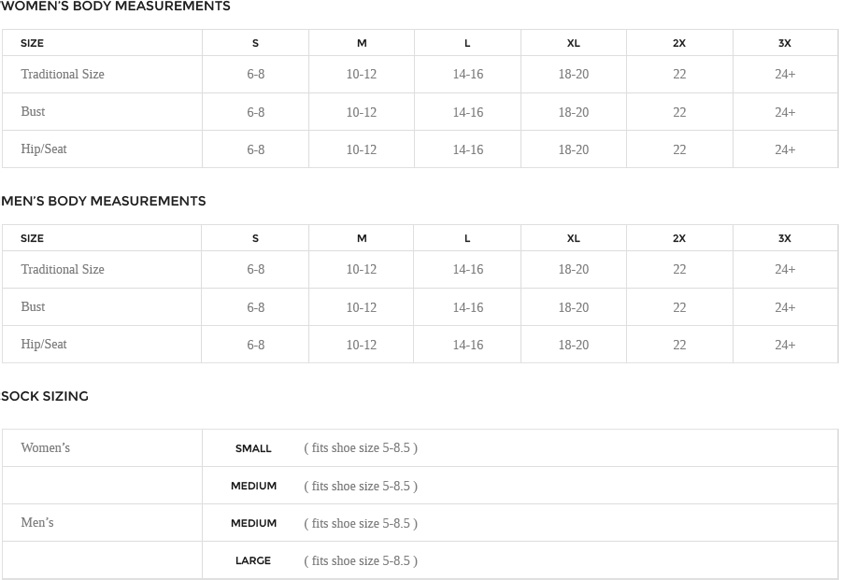 WOMEN'S BODY MEASUREMENTS
SIZE S M L XL 2X 3X
Traditional Size 6-8 10-12 14-16 18-20 22 24+
Bust 6-8 10-12 14-16 18-20 22 24+
Hip/Seat 6-8 10-12 14-16 18-20 22 24+
MEN'S BODY MEASUREMENTS
SIZE S M L XL 2X 3X
Traditional Size 6-8 10-12 14-16 18-20 22 24+
Bust 6-8 10-12 14-16 18-20 22 24+
Hip/Seat 6-8 10-12 14-16 18-20 22 24+
SOCK SIZING
Women's SMALL ( fits shoe size 5-8.5 )
MEDIUM ( fits shoe size 5-8.5 )
Men's MEDIUM ( fits shoe size 5-8.5 )
LARGE ( fits shoe size 5-8.5 )